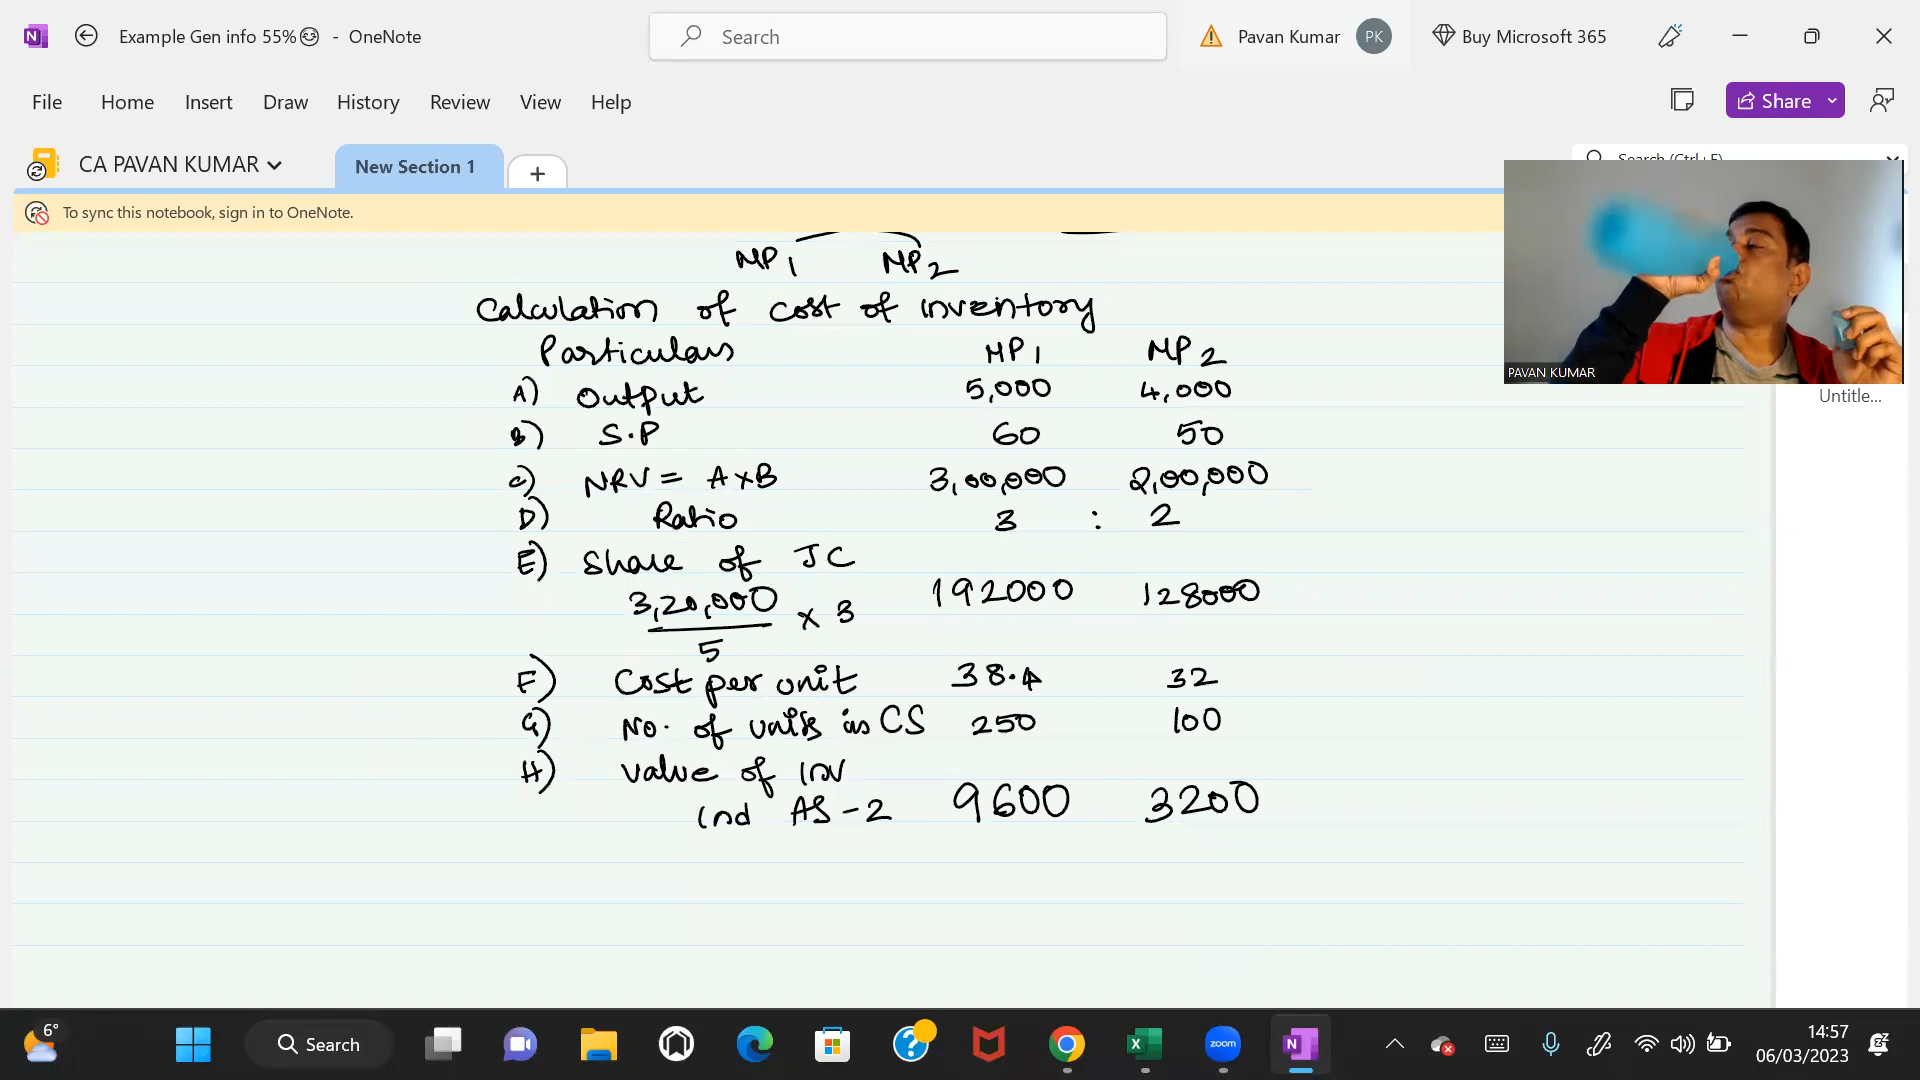 Example Gen info 55% - OneNote
Search
Pavan Kumar PK
Buy Microsoft 365
File Home Insert Draw History Review View Help
Share
CA PAVAN KUMAR
New Section 1
+
Search (Ctrl+F)
To sync this notebook, sign in to OneNote.
PAVAN KUMAR
Untitle...
MP1 MP2
Calculation of cost of inventory
Particulars MP1 MP2
A) Output 5,000 4,000
B) S.P 60 50
C) NRV = A×B 3,00,000 2,00,000
D) Ratio 3 : 2
E) Share of JC
3,20,000 × 3 192000 128000
5
F) Cost per unit 38.4 32
G) No. of units in CS 250 100
H) Value of Inv
Ind AS-2 9600 3200
6°
Search
zoom
14:57
06/03/2023